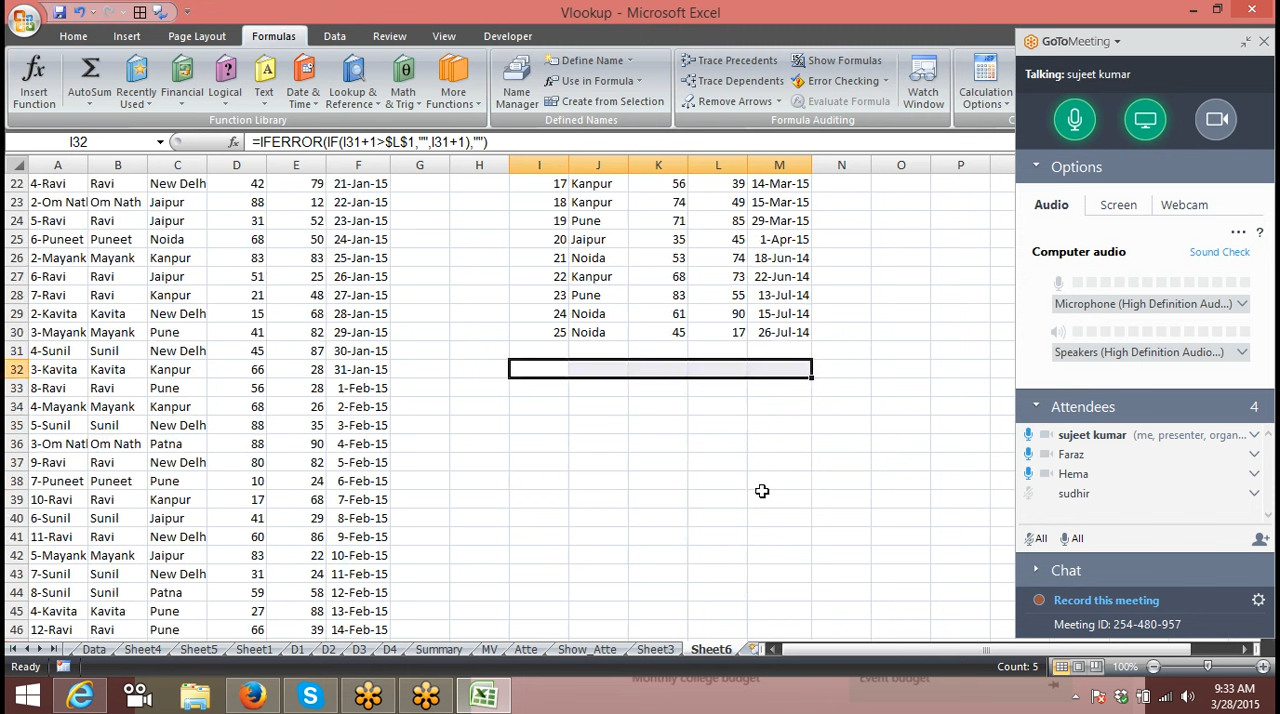 Vlookup - Microsoft Excel
Home Insert Page Layout Formulas Data Review View Developer
Insert Function AutoSum Recently Used Financial Logical Text Date & Time Lookup & Reference Math & Trig More Functions
Function Library
Name Manager Define Name Use in Formula Create from Selection
Defined Names
Trace Precedents Trace Dependents Remove Arrows Show Formulas Error Checking Evaluate Formula
Formula Auditing
Watch Window Calculation Options
I32 fx =IFERROR(IF(I31+1>$L$1,"",I31+1),"")
A B C D E F G H I J K L M N O P
22 4-Ravi Ravi New Delh 42 79 21-Jan-15 17 Kanpur 56 39 14-Mar-15
23 2-Om Nath Om Nath Jaipur 88 12 22-Jan-15 18 Kanpur 74 49 15-Mar-15
24 5-Ravi Ravi Jaipur 31 52 23-Jan-15 19 Pune 71 85 29-Mar-15
25 6-Puneet Puneet Noida 68 50 24-Jan-15 20 Jaipur 35 45 1-Apr-15
26 2-Mayank Mayank Kanpur 83 83 25-Jan-15 21 Noida 53 74 18-Jun-14
27 6-Ravi Ravi Jaipur 51 25 26-Jan-15 22 Kanpur 68 73 22-Jun-14
28 7-Ravi Ravi Kanpur 21 48 27-Jan-15 23 Pune 83 55 13-Jul-14
29 2-Kavita Kavita New Delh 15 68 28-Jan-15 24 Noida 61 90 15-Jul-14
30 3-Mayank Mayank Pune 41 82 29-Jan-15 25 Noida 45 17 26-Jul-14
31 4-Sunil Sunil New Delh 45 87 30-Jan-15
32 3-Kavita Kavita Kanpur 66 28 31-Jan-15
33 8-Ravi Ravi Pune 56 28 1-Feb-15
34 4-Mayank Mayank Kanpur 68 26 2-Feb-15
35 5-Sunil Sunil New Delh 88 35 3-Feb-15
36 3-Om Nath Om Nath Patna 88 90 4-Feb-15
37 9-Ravi Ravi New Delh 80 82 5-Feb-15
38 7-Puneet Puneet Pune 10 24 6-Feb-15
39 10-Ravi Ravi Kanpur 17 68 7-Feb-15
40 6-Sunil Sunil Jaipur 41 29 8-Feb-15
41 11-Ravi Ravi New Delh 60 86 9-Feb-15
42 5-Mayank Mayank Jaipur 83 22 10-Feb-15
43 7-Sunil Sunil New Delh 31 24 11-Feb-15
44 8-Sunil Sunil Patna 59 58 12-Feb-15
45 4-Kavita Kavita Pune 27 88 13-Feb-15
46 12-Ravi Ravi Pune 66 39 14-Feb-15
Data Sheet4 Sheet5 Sheet1 D1 D2 D3 D4 Summary MV Atte Show_Atte Sheet3 Sheet6
Ready Count: 5 100%
Monthly college budget Event budget
9:33 AM
3/28/2015
GoToMeeting
Talking: sujeet kumar
Options
Audio Screen Webcam
... ?
Computer audio Sound Check
Microphone (High Definition Aud...)
Speakers (High Definition Audio...)
Attendees 4
sujeet kumar (me, presenter, organ...
Faraz
Hema
sudhir
All All
Chat
Record this meeting
Meeting ID: 254-480-957